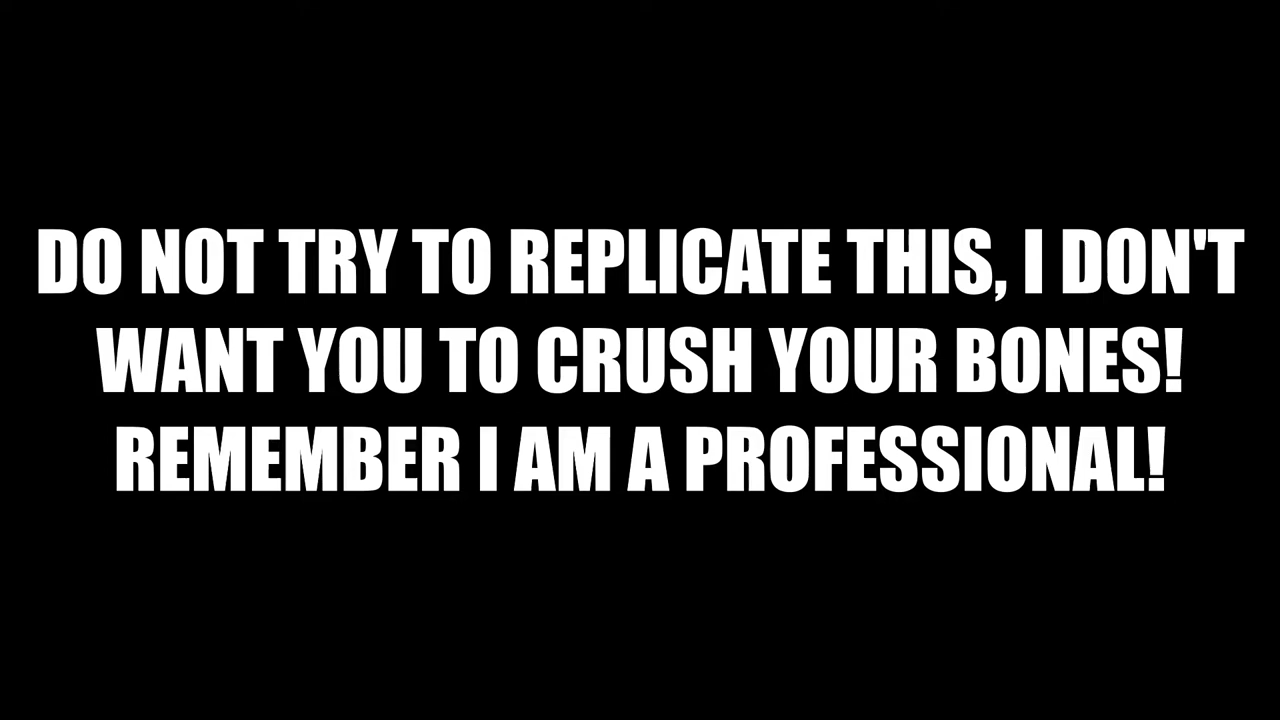 DO NOT TRY TO REPLICATE THIS, I DON'T
WANT YOU TO CRUSH YOUR BONES!
REMEMBER I AM A PROFESSIONAL!